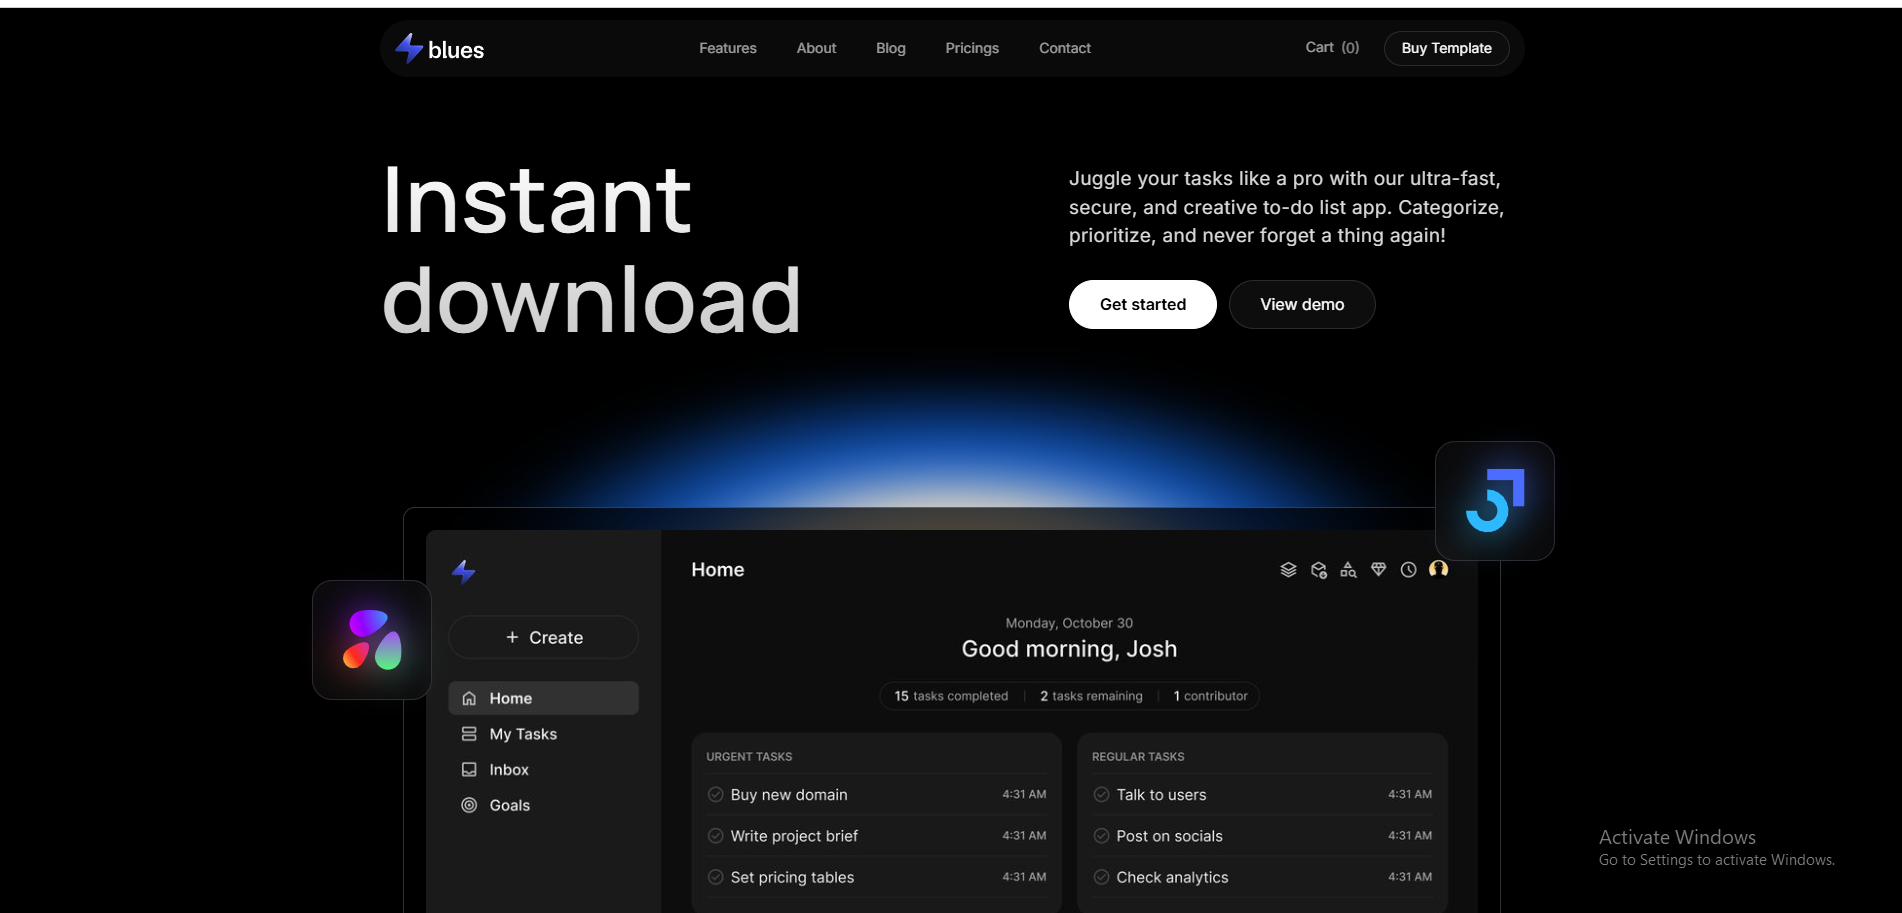 blues
Features
About
Blog
Pricings
Contact
Cart (0)
Buy Template
Instant
download
Juggle your tasks like a pro with our ultra-fast,
secure, and creative to-do list app. Categorize,
prioritize, and never forget a thing again!
Get started
View demo
+ Create
Home
My Tasks
Inbox
Goals
Home
Monday, October 30
Good morning, Josh
15 tasks completed
2 tasks remaining
1 contributor
URGENT TASKS
Buy new domain 4:31 AM
Write project brief 4:31 AM
Set pricing tables 4:31 AM
REGULAR TASKS
Talk to users 4:31 AM
Post on socials 4:31 AM
Check analytics 4:31 AM
Activate Windows
Go to Settings to activate Windows.